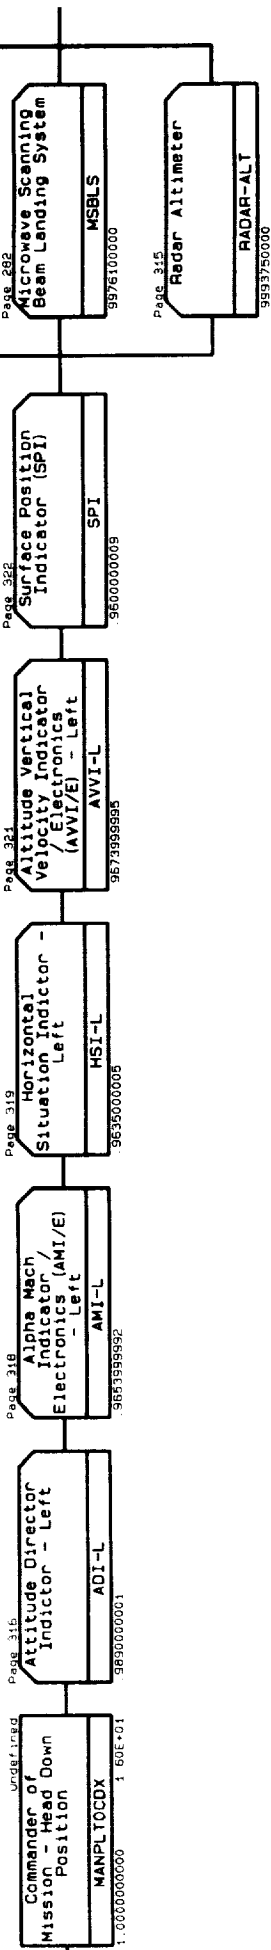 Undefined
Commander of
Mission - Head Down
Position
MANPLTOCDX
1.0000000000 1 60E+01
Page 316
Attitude Director
Indictor - Left
ADI-L
.9890000001
Page 318
Alpha Mach
Indicator /
Electronics (AMI/E)
- Left
AMI-L
.9653999992
Page 319
Horizontal
Situation Indictor -
Left
HSI-L
.9635000005
Page 321
Altitude Vertical
Velocity Indicator
/ Electronics
(AVVI/E) - Left
AVVI-L
.9673999995
Page 322
Surface Position
Indicator (SPI)
SPI
.9600000009
Page 282
Microwave Scanning
Beam Landing System
MSBLS
9976100000
Page 315
Radar Altimeter
RADAR-ALT
9993750000